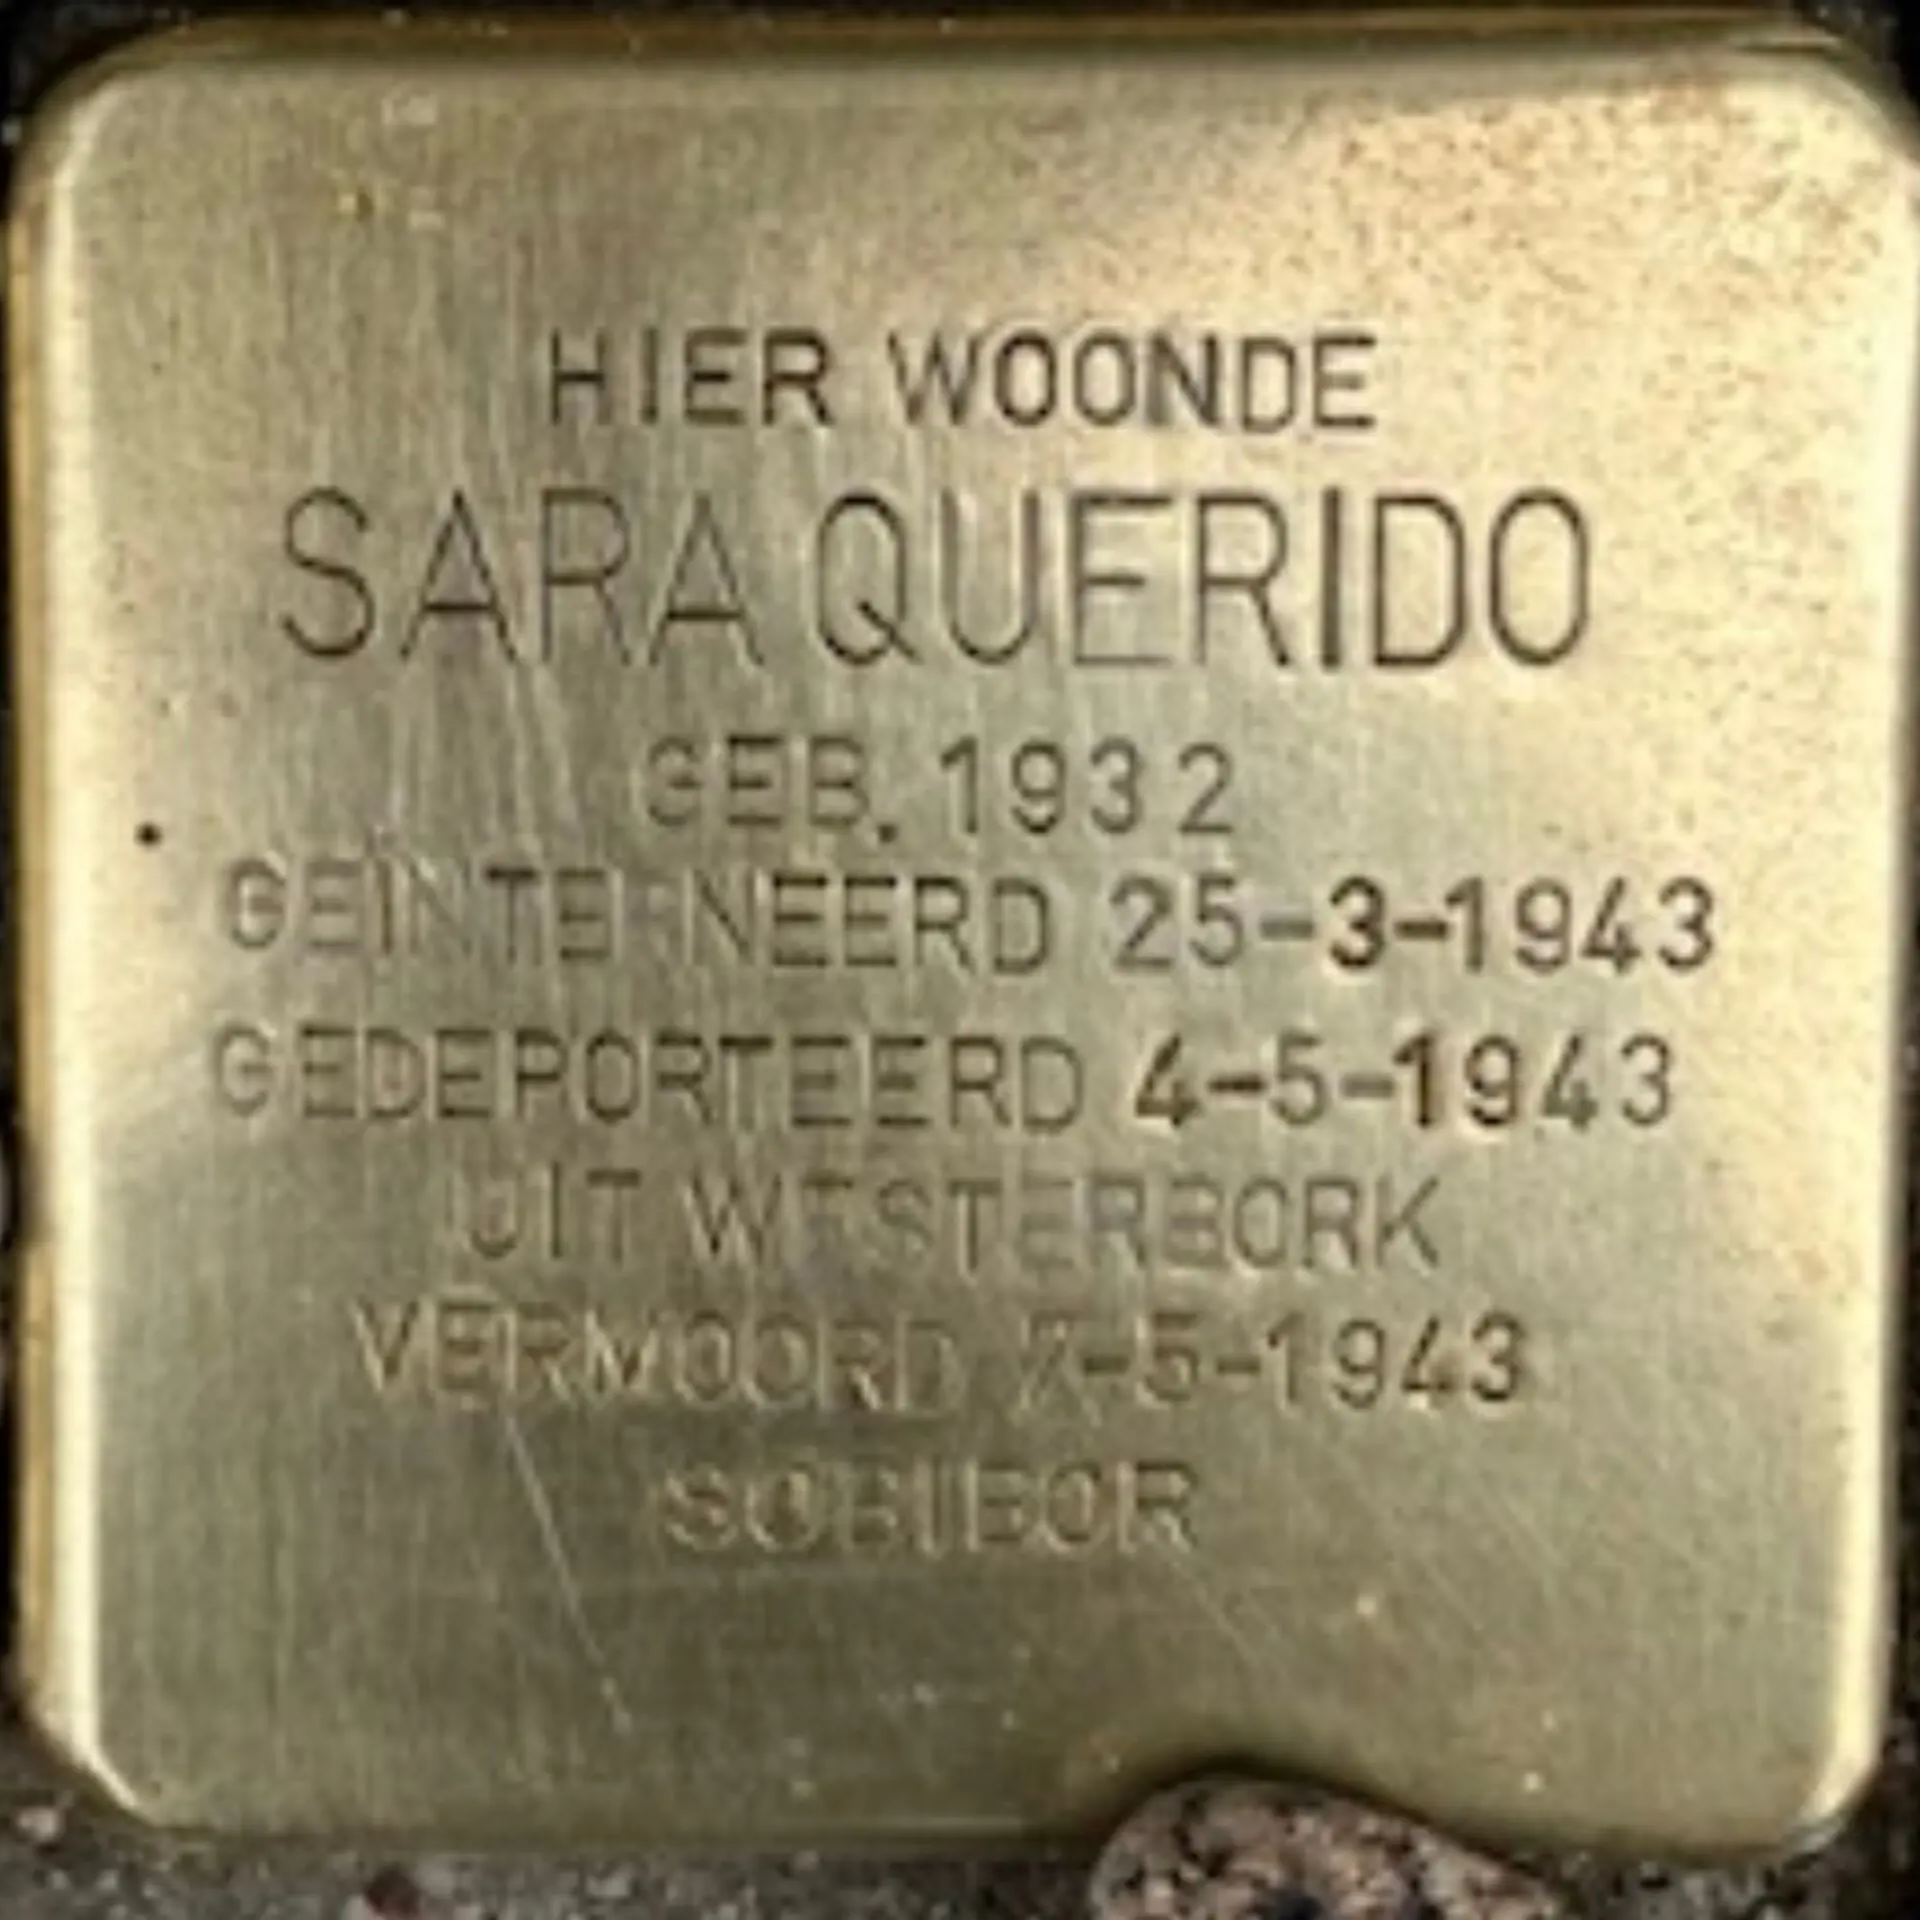 HIER WOONDE
SARA QUERIDO
GEB. 1932
GEÏNTERNEERD 25-3-1943
GEDEPORTEERD 4-5-1943
UIT WESTERBORK
VERMOORD 7-5-1943
SOBIBOR